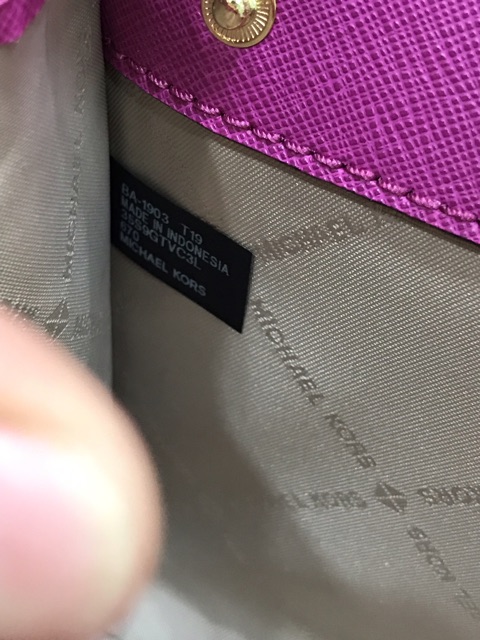 BA-1903 T19
MADE IN INDONESIA
35S9GTVC3L
670
MICHAEL KORS
MICHAEL
MICHAEL KORS
KORS
KORS
MICHAEL